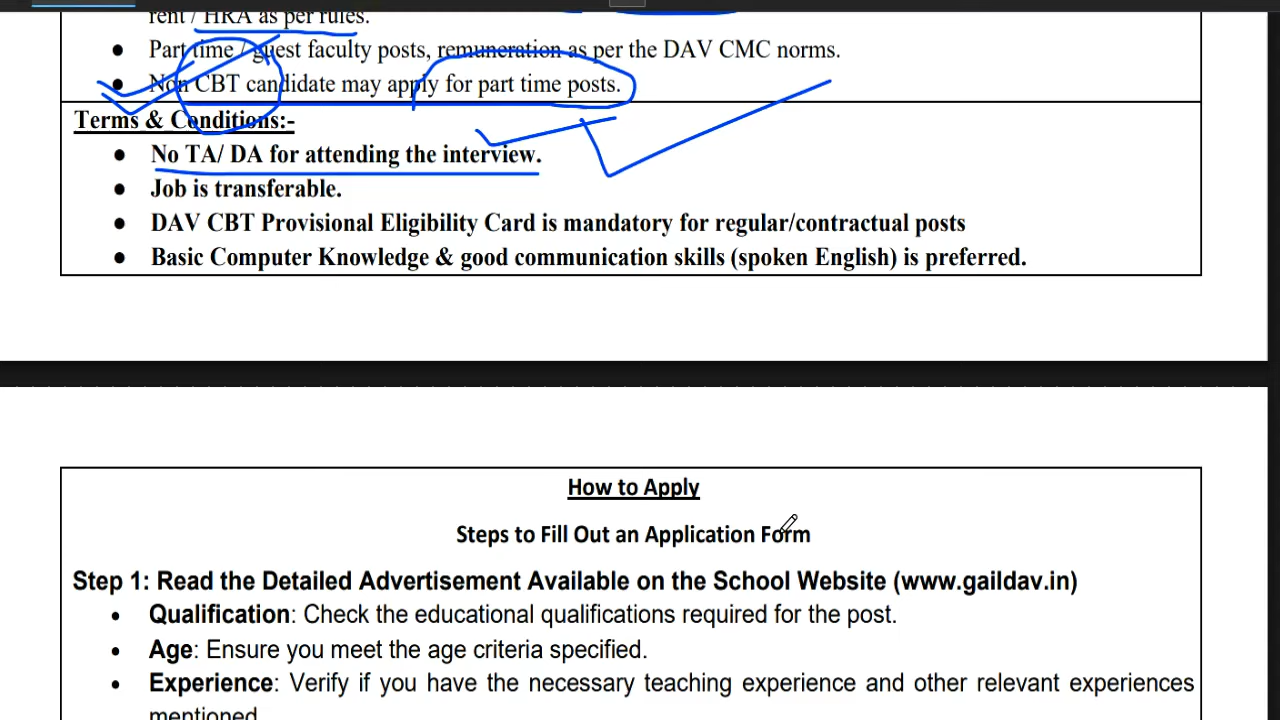 rent / HRA as per rules.
● Part time / guest faculty posts, remuneration as per the DAV CMC norms.
● Non CBT candidate may apply for part time posts.
Terms & Conditions:-
● No TA/ DA for attending the interview.
● Job is transferable.
● DAV CBT Provisional Eligibility Card is mandatory for regular/contractual posts
● Basic Computer Knowledge & good communication skills (spoken English) is preferred.
How to Apply
Steps to Fill Out an Application Form
Step 1: Read the Detailed Advertisement Available on the School Website (www.gaildav.in)
• Qualification: Check the educational qualifications required for the post.
• Age: Ensure you meet the age criteria specified.
• Experience: Verify if you have the necessary teaching experience and other relevant experiences
mentioned